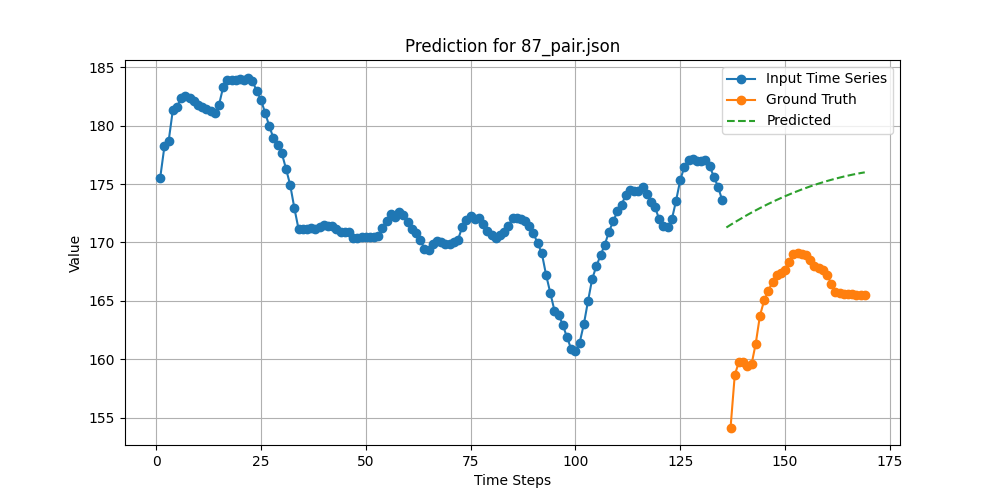 Prediction for 87_pair.json
Input Time Series
Ground Truth
Predicted
Value
185
180
175
170
165
160
155
0 25 50 75 100 125 150 175
Time Steps